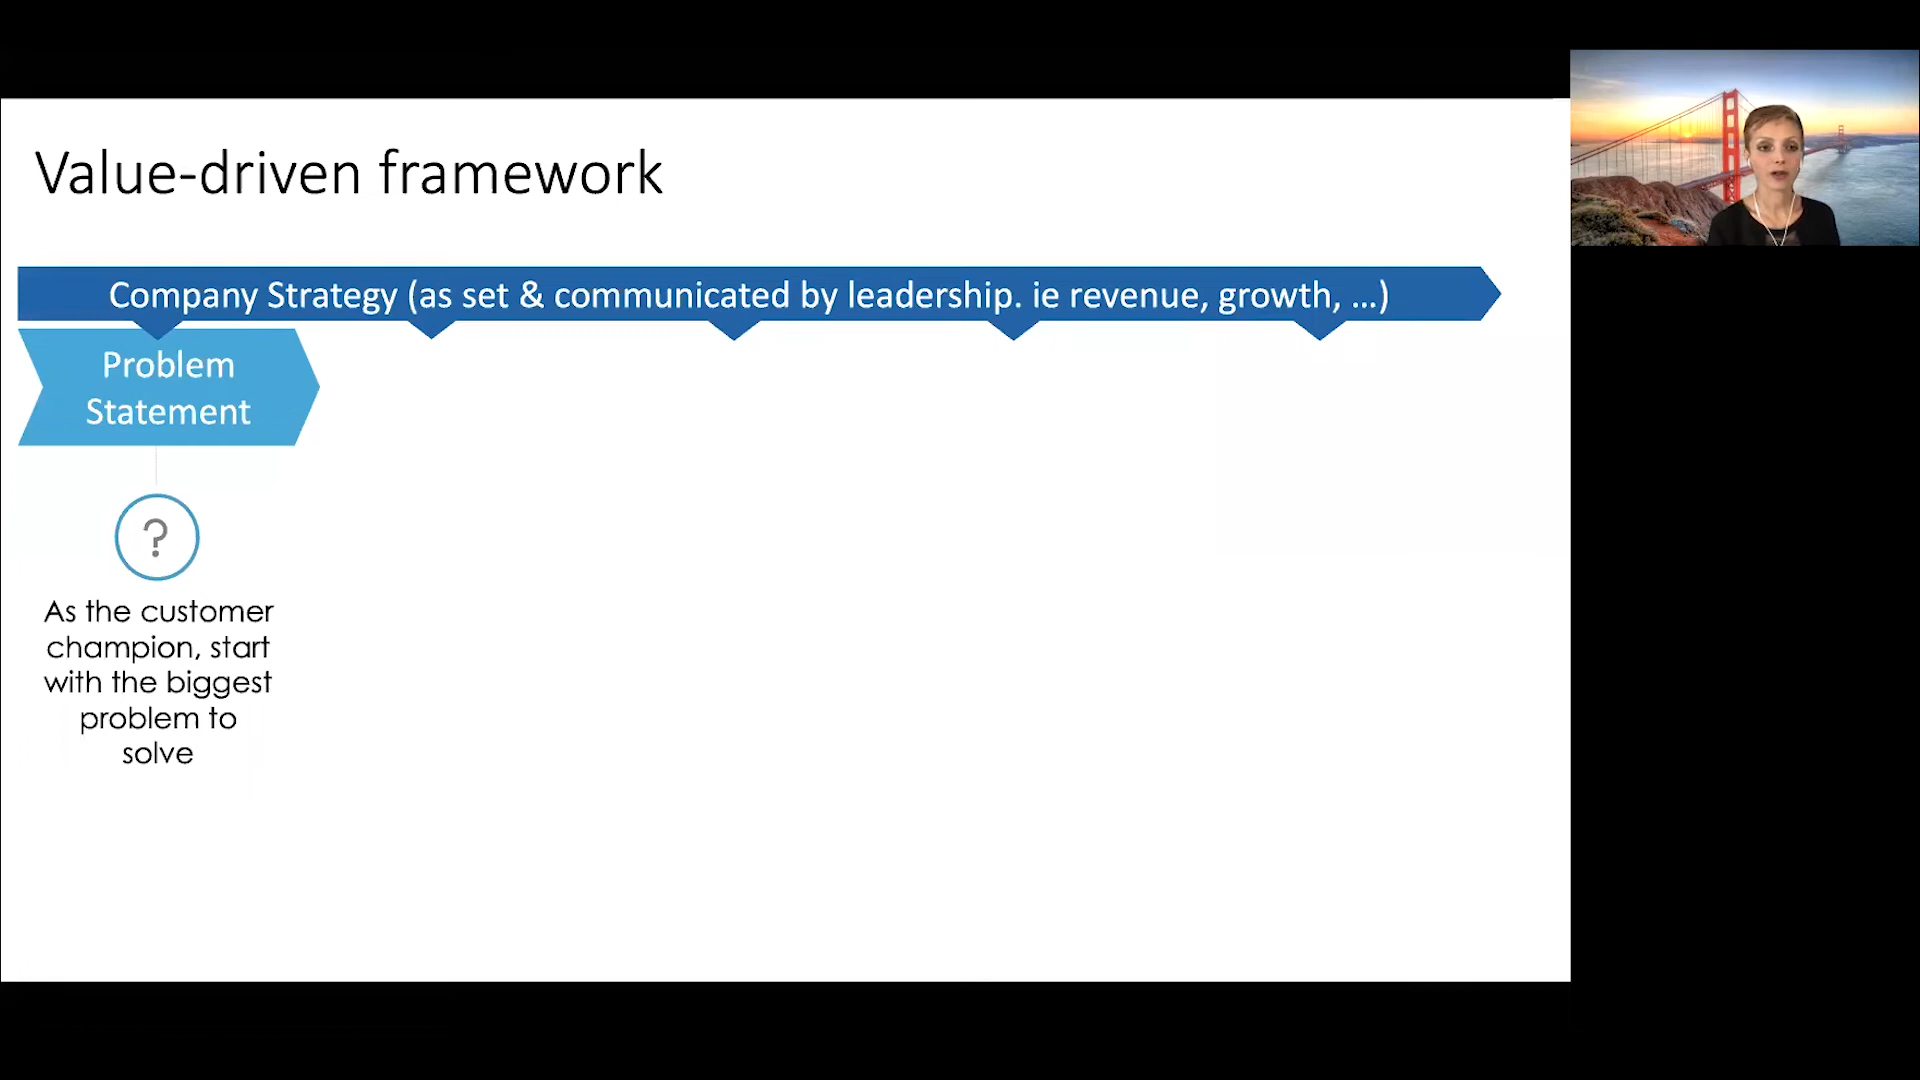 Value-driven framework
Company Strategy (as set & communicated by leadership. ie revenue, growth, ...)
Problem
Statement
?
As the customer
champion, start
with the biggest
problem to
solve